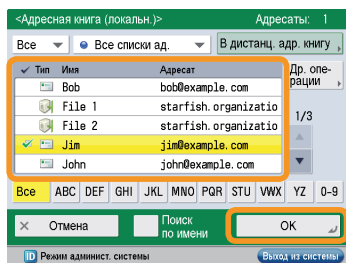 <Адресная книга (локальн.)> Адресаты: 1
Все Все списки ад. В дистанц. адр. книгу
✓ Тип Имя Адресат Др. опе-
рации
Bob bob@example.com
File 1 starfish.organizatio
File 2 starfish.organizatio 1/3
✓ Jim jim@example.com
John john@example.com
Все ABC DEF GHI JKL MNO PQR STU VWX YZ 0-9
× Отмена Поиск
по имени OK
ID Режим админист. системы Выход из системы